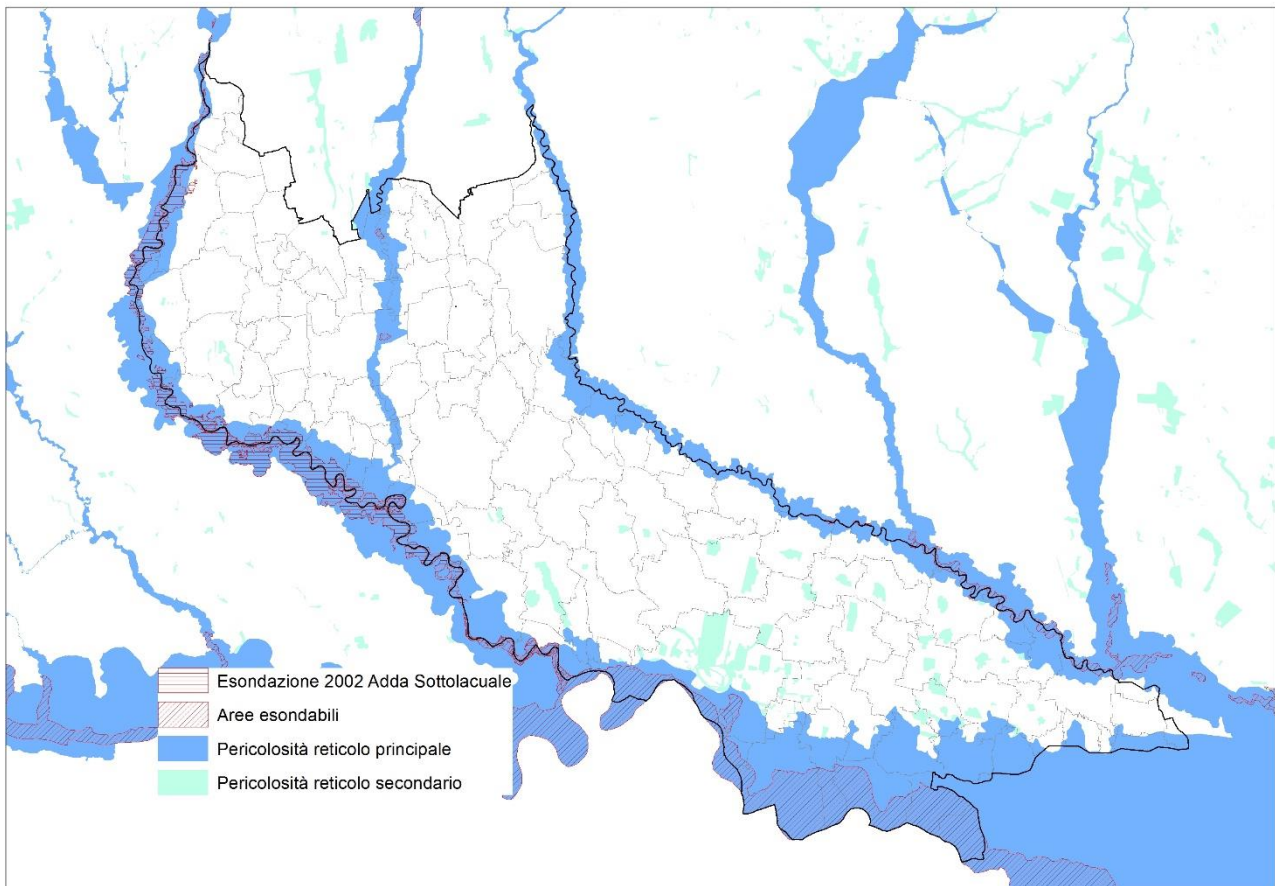 Esondazione 2002 Adda Sottolacuale
Aree esondabili
Pericolosità reticolo principale
Pericolosità reticolo secondario